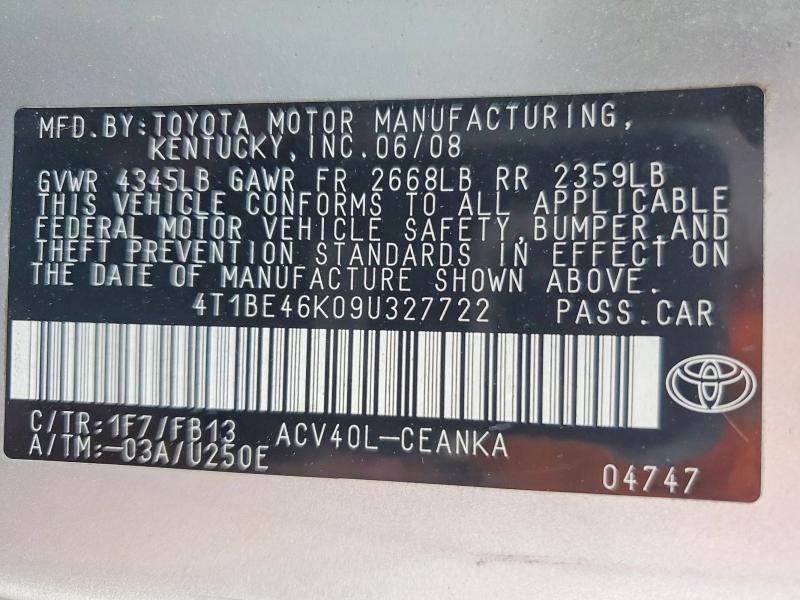 MFD.BY:TOYOTA MOTOR MANUFACTURING,
KENTUCKY,INC.06/08
GVWR 4345LB GAWR FR 2668LB RR 2359LB
THIS VEHICLE CONFORMS TO ALL APPLICABLE
FEDERAL MOTOR VEHICLE SAFETY,BUMPER,AND
THEFT PREVENTION STANDARDS IN EFFECT ON
THE DATE OF MANUFACTURE SHOWN ABOVE.
4T1BE46K09U327722 PASS.CAR
C/TR:1F7/FB13 ACV40L-CEANKA
A/TM:-03A/U250E
04747